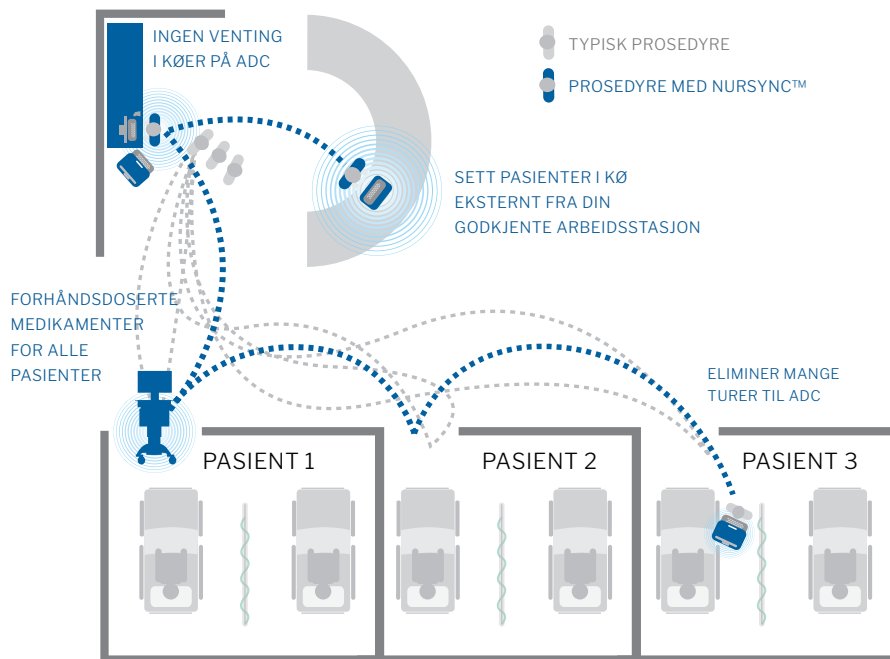 INGEN VENTING
I KØER PÅ ADC
TYPISK PROSEDYRE
PROSEDYRE MED NURSYNC™
SETT PASIENTER I KØ
EKSTERNT FRA DIN
GODKJENTE ARBEIDSSTASJON
FORHÅNDSDOSERTE
MEDIKAMENTER
FOR ALLE
PASIENTER
ELIMINER MANGE
TURER TIL ADC
PASIENT 1
PASIENT 2
PASIENT 3